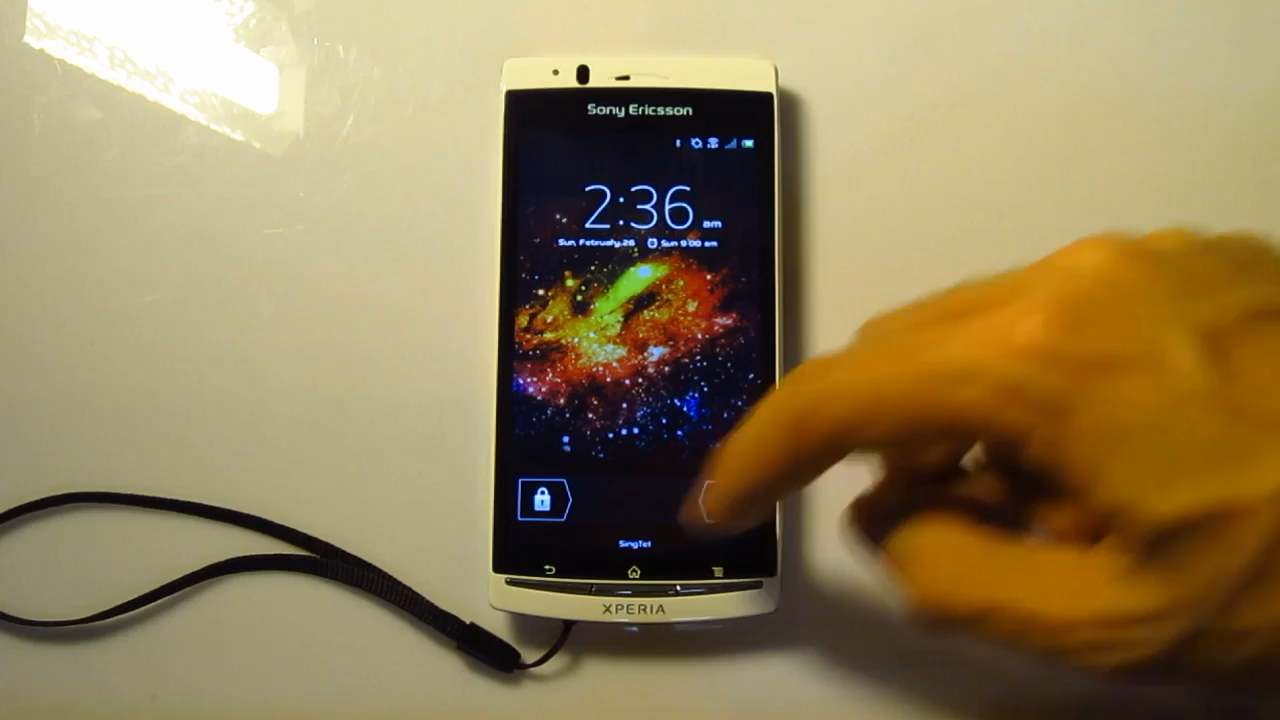 Sony Ericsson
2:36 am
Sun, February 26 Sun 9:00 am
SingTel
XPERIA